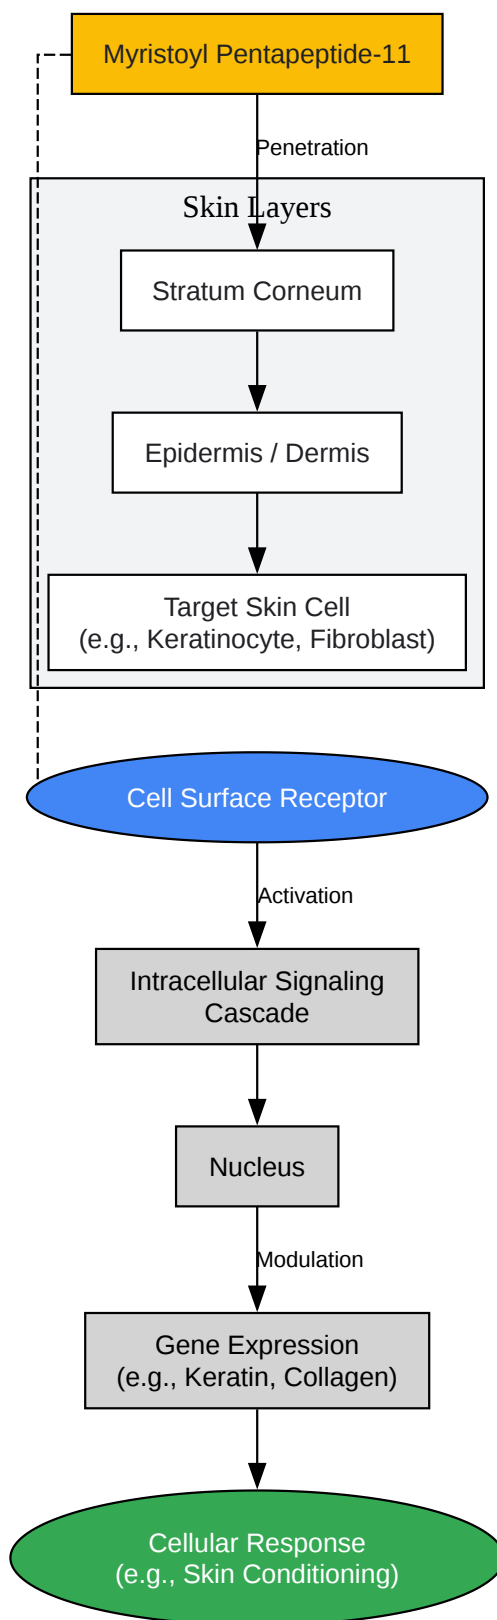 Myristoyl Pentapeptide-11
Penetration
Skin Layers
Stratum Corneum
Epidermis / Dermis
Target Skin Cell
(e.g., Keratinocyte, Fibroblast)
Cell Surface Receptor
Activation
Intracellular Signaling
Cascade
Nucleus
Modulation
Gene Expression
(e.g., Keratin, Collagen)
Cellular Response
(e.g., Skin Conditioning)